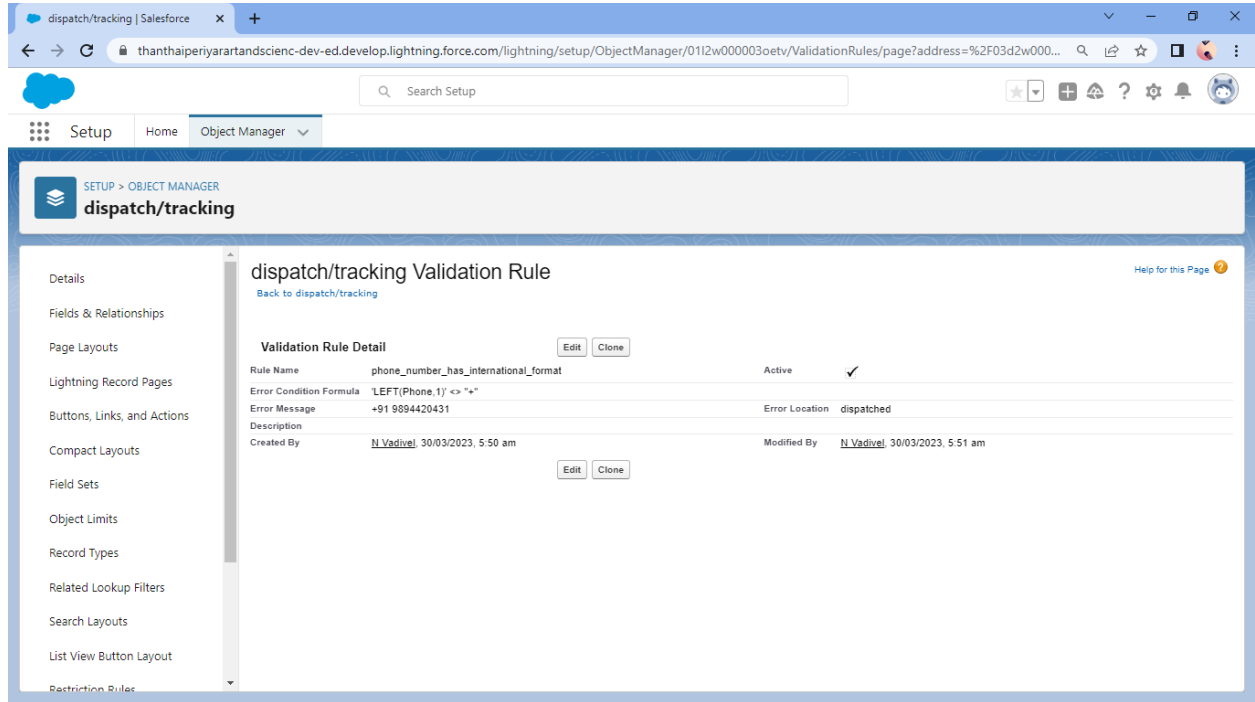 dispatch/tracking | Salesforce
thanthaiperiyarartandscienc-dev-ed.develop.lightning.force.com/lightning/setup/ObjectManager/01I2w000003oetv/ValidationRules/page?address=%2F03d2w000...
Search Setup
Setup Home Object Manager
SETUP > OBJECT MANAGER
dispatch/tracking
Details
Fields & Relationships
Page Layouts
Lightning Record Pages
Buttons, Links, and Actions
Compact Layouts
Field Sets
Object Limits
Record Types
Related Lookup Filters
Search Layouts
List View Button Layout
Restriction Rules
dispatch/tracking Validation Rule
Help for this Page
Back to dispatch/tracking
Validation Rule Detail Edit Clone
Rule Name phone_number_has_international_format Active
Error Condition Formula 'LEFT(Phone,1)' <> "+"
Error Message +91 9894420431 Error Location dispatched
Description
Created By N Vadivel, 30/03/2023, 5:50 am Modified By N Vadivel, 30/03/2023, 5:51 am
Edit Clone